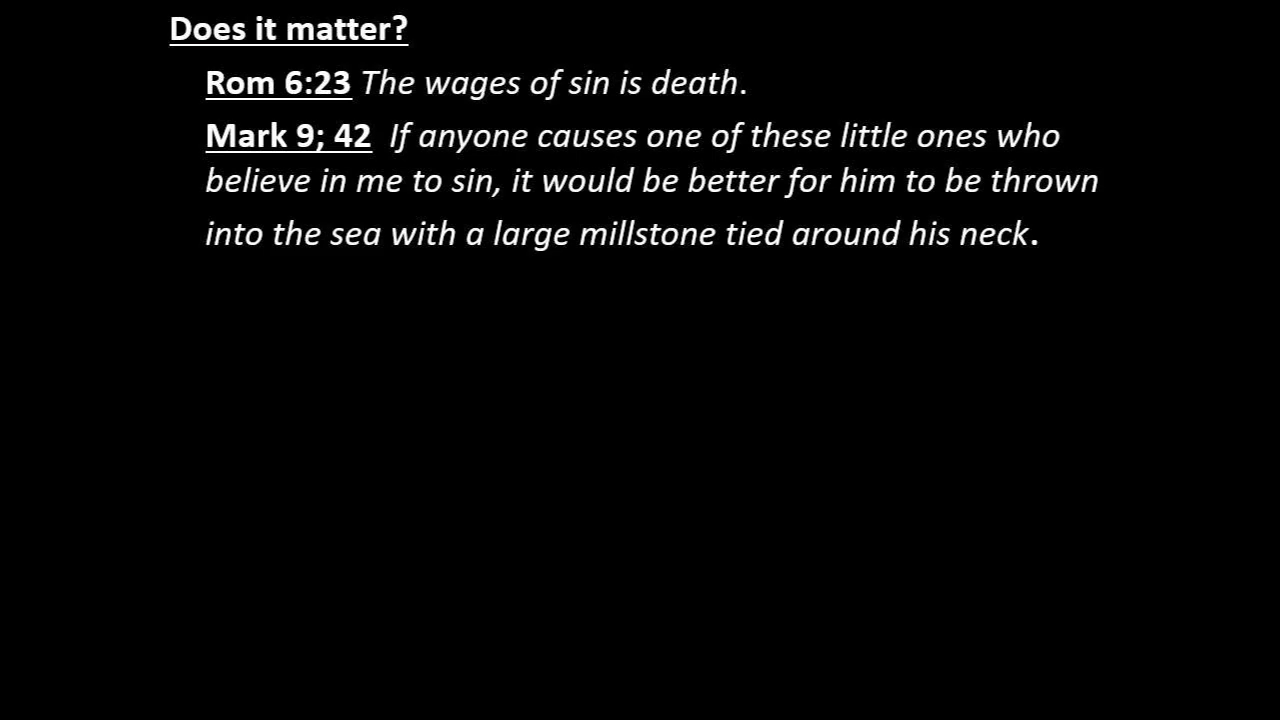 Does it matter?
Rom 6:23 The wages of sin is death.
Mark 9; 42 If anyone causes one of these little ones who
believe in me to sin, it would be better for him to be thrown
into the sea with a large millstone tied around his neck.